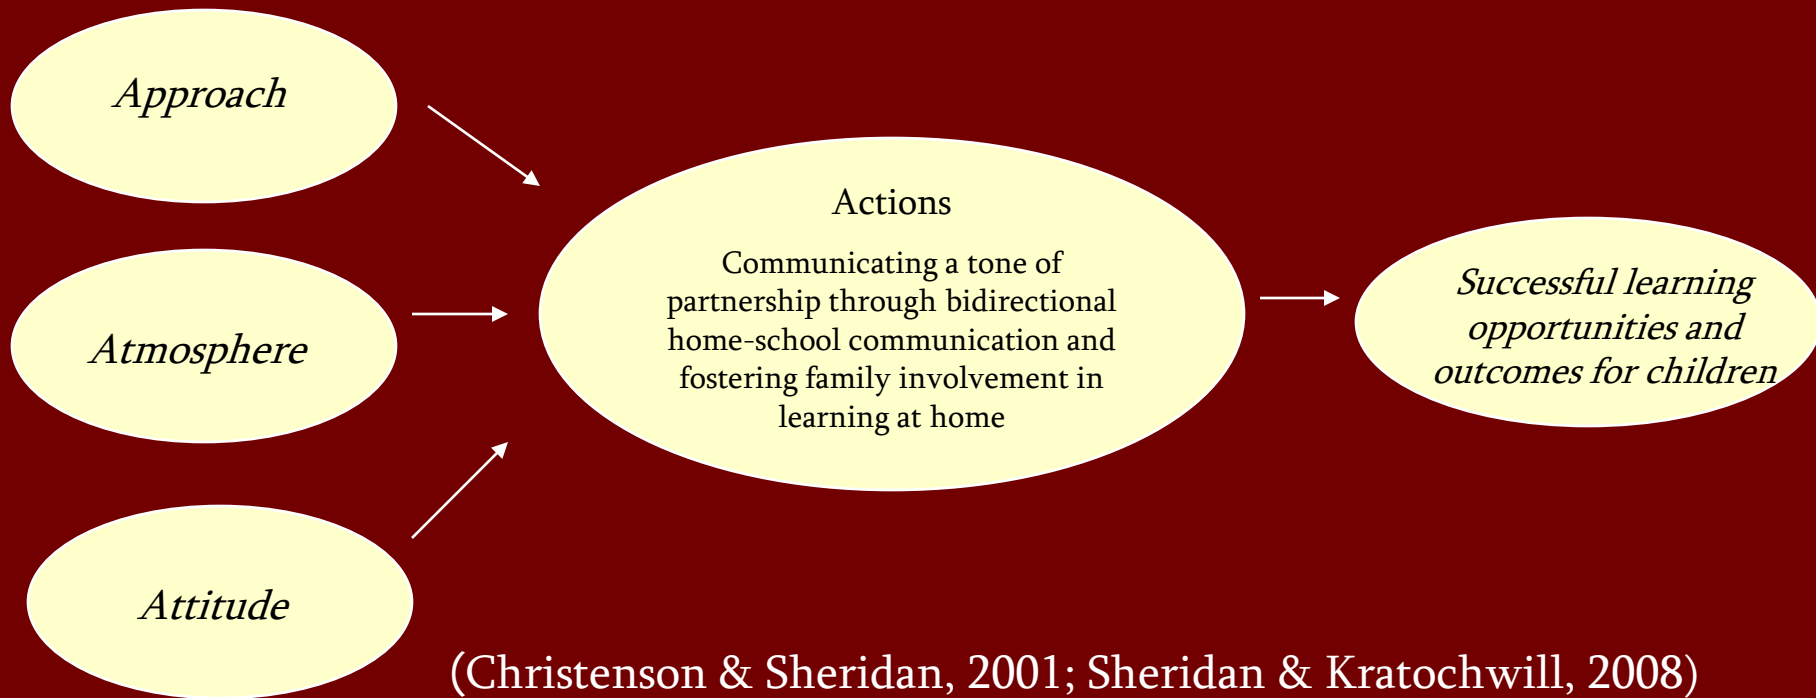 Approach
Atmosphere
Attitude
Actions
Communicating a tone of
partnership through bidirectional
home-school communication and
fostering family involvement in
learning at home
Successful learning
opportunities and
outcomes for children
(Christenson & Sheridan, 2001; Sheridan & Kratochwill, 2008)